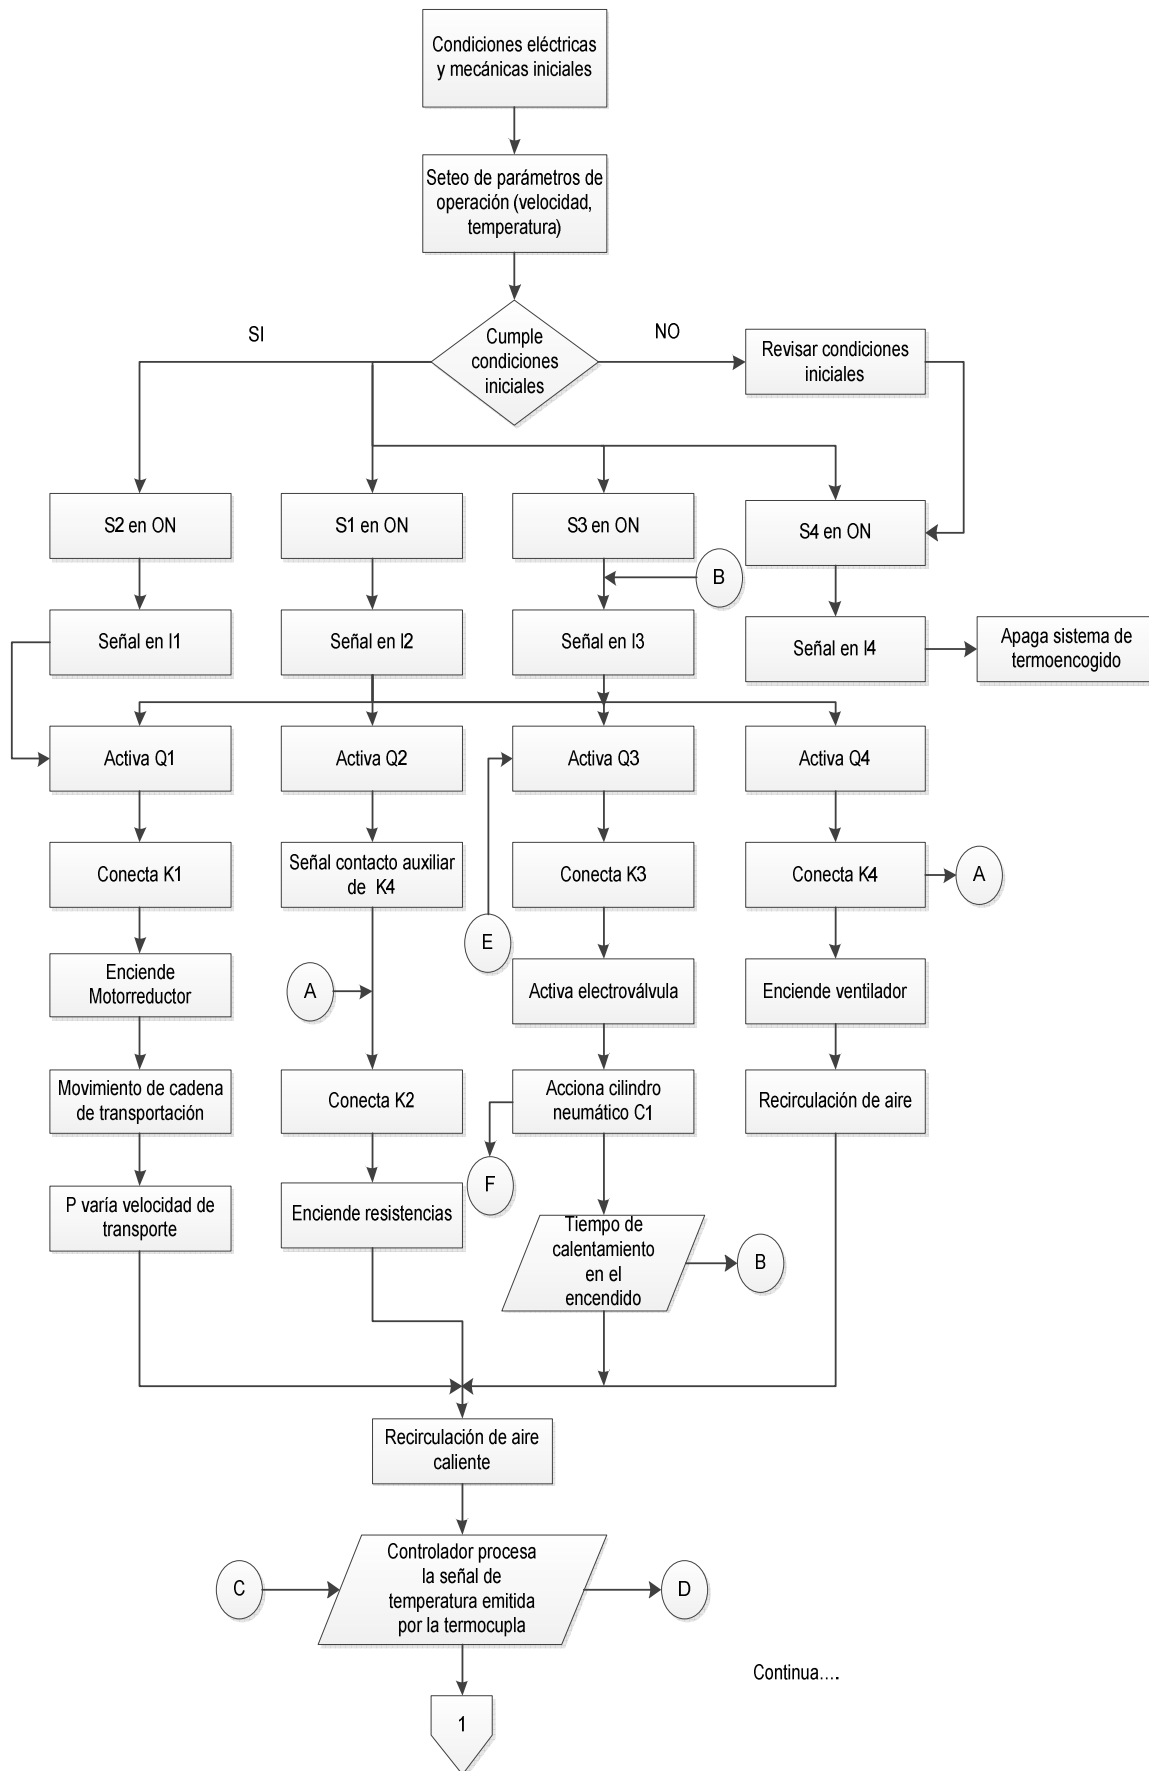 Condiciones eléctricas
y mecánicas iniciales
Seteo de parámetros de
operación (velocidad,
temperatura)
Cumple
condiciones
iniciales
SI
NO
Revisar condiciones
iniciales
S2 en ON
S1 en ON
S3 en ON
S4 en ON
B
Señal en I1
Señal en I2
Señal en I3
Señal en I4
Apaga sistema de
termoencogido
Activa Q1
Activa Q2
Activa Q3
Activa Q4
Conecta K1
Señal contacto auxiliar
de K4
Conecta K3
Conecta K4
A
E
Enciende
Motorreductor
A
Activa electroválvula
Enciende ventilador
Movimiento de cadena
de transportación
Conecta K2
Acciona cilindro
neumático C1
Recirculación de aire
F
P varía velocidad de
transporte
Enciende resistencias
Tiempo de
calentamiento
en el
encendido
B
Recirculación de aire
caliente
C
Controlador procesa
la señal de
temperatura emitida
por la termocupla
D
Continua....
1